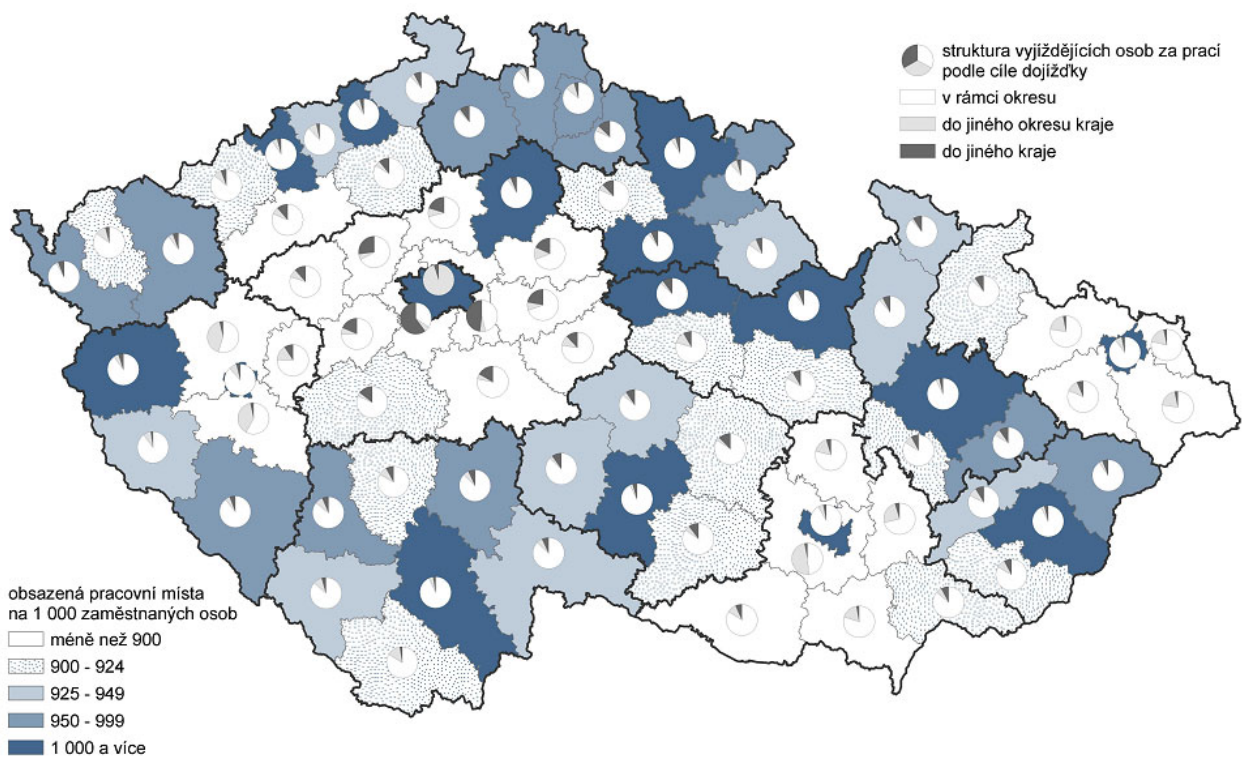 struktura vyjíždějících osob za prací
podle cíle dojížďky
v rámci okresu
do jiného okresu kraje
do jiného kraje
obsazená pracovní místa
na 1 000 zaměstnaných osob
méně než 900
900 - 924
925 - 949
950 - 999
1 000 a více